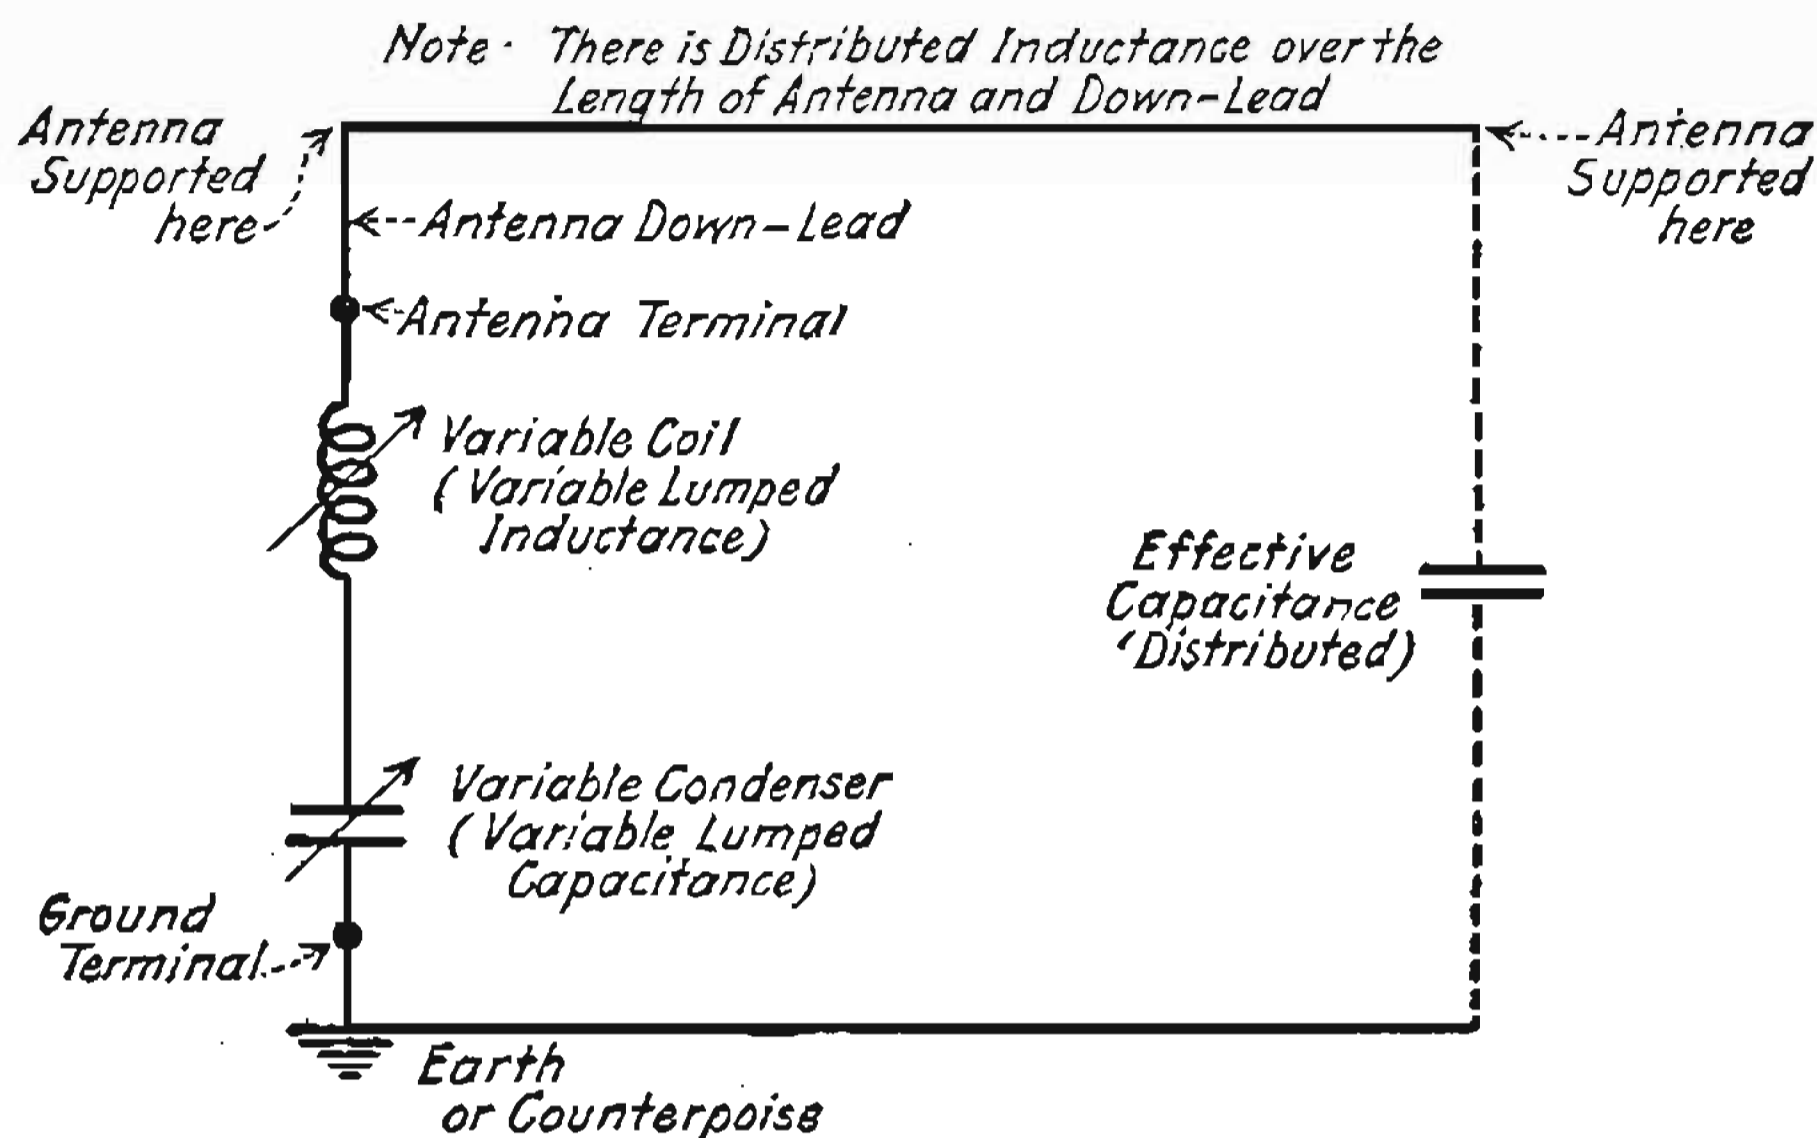 Note · There is Distributed Inductance over the
Length of Antenna and Down-Lead
Antenna
Supported
here
Antenna
Supported
here
Antenna Down-Lead
Antenna Terminal
Variable Coil
(Variable Lumped
Inductance)
Effective
Capacitance
(Distributed)
Variable Condenser
(Variable Lumped
Capacitance)
Ground
Terminal
Earth
or Counterpoise